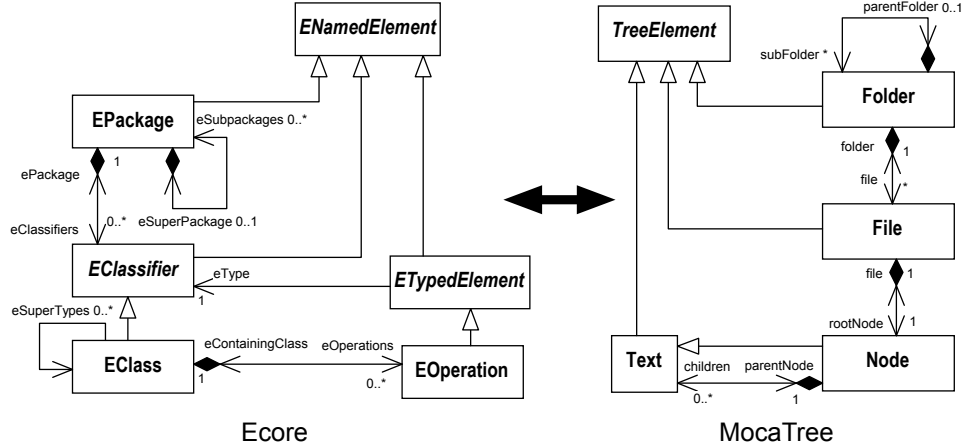 ENamedElement
EPackage
eSubpackages 0..*
ePackage
1
eSuperPackage 0..1
0..*
eClassifiers
EClassifier
eType
1
ETypedElement
eSuperTypes 0..*
EClass
eContainingClass
1
eOperations
0..*
EOperation
Ecore
TreeElement
parentFolder 0..1
subFolder *
Folder
folder
1
file
*
File
file
1
rootNode
1
Text
children
0..*
parentNode
1
Node
MocaTree